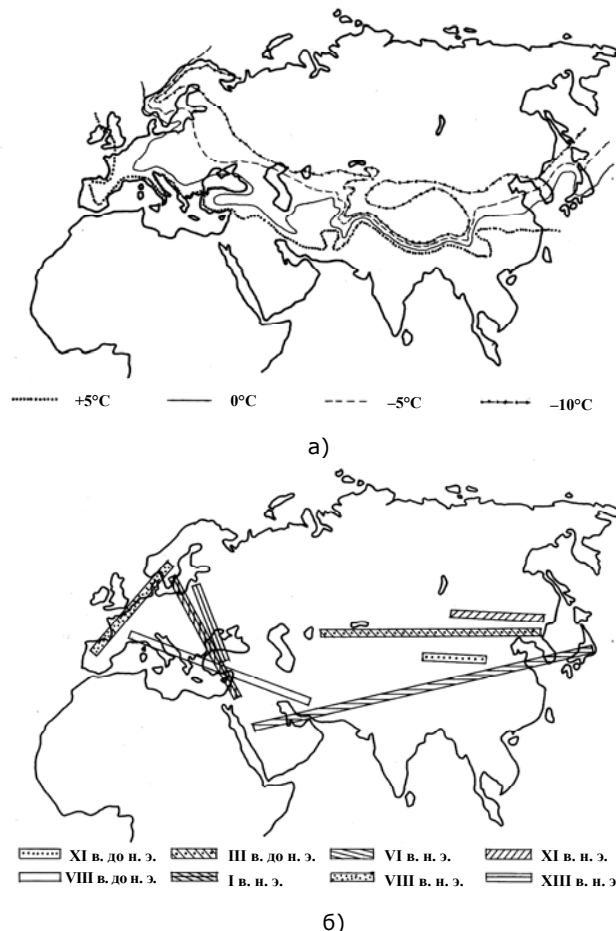 +5°C 0°C –5°C –10°C
а)
XI в. до н. э. III в. до н. э. VI в. н. э. XI в. н. э.
VIII в. до н. э. I в. н. э. VIII в. н. э. XIII в. н. э
б)